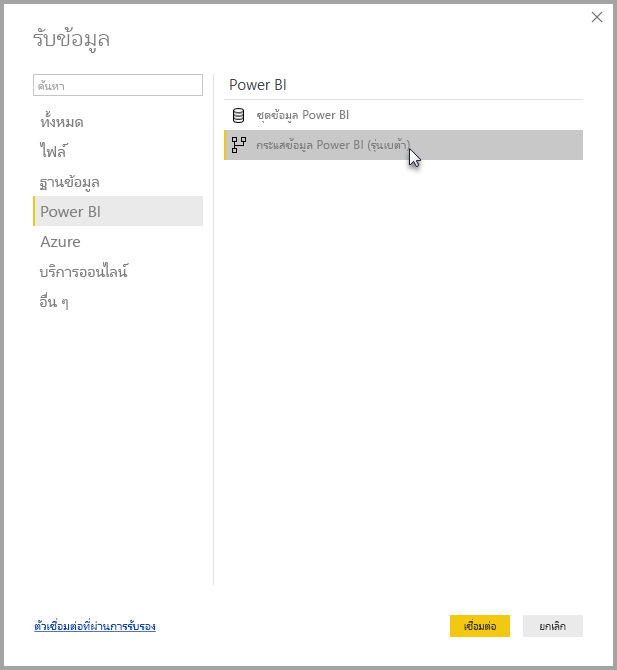 รับข้อมูล
ค้นหา
ทั้งหมด
ไฟล์
ฐานข้อมูล
Power BI
Azure
บริการออนไลน์
อื่น ๆ
Power BI
ชุดข้อมูล Power BI
กระแสข้อมูล Power BI (รุ่นเบต้า)
ตัวเชื่อมต่อที่ผ่านการรับรอง
เชื่อมต่อ
ยกเลิก